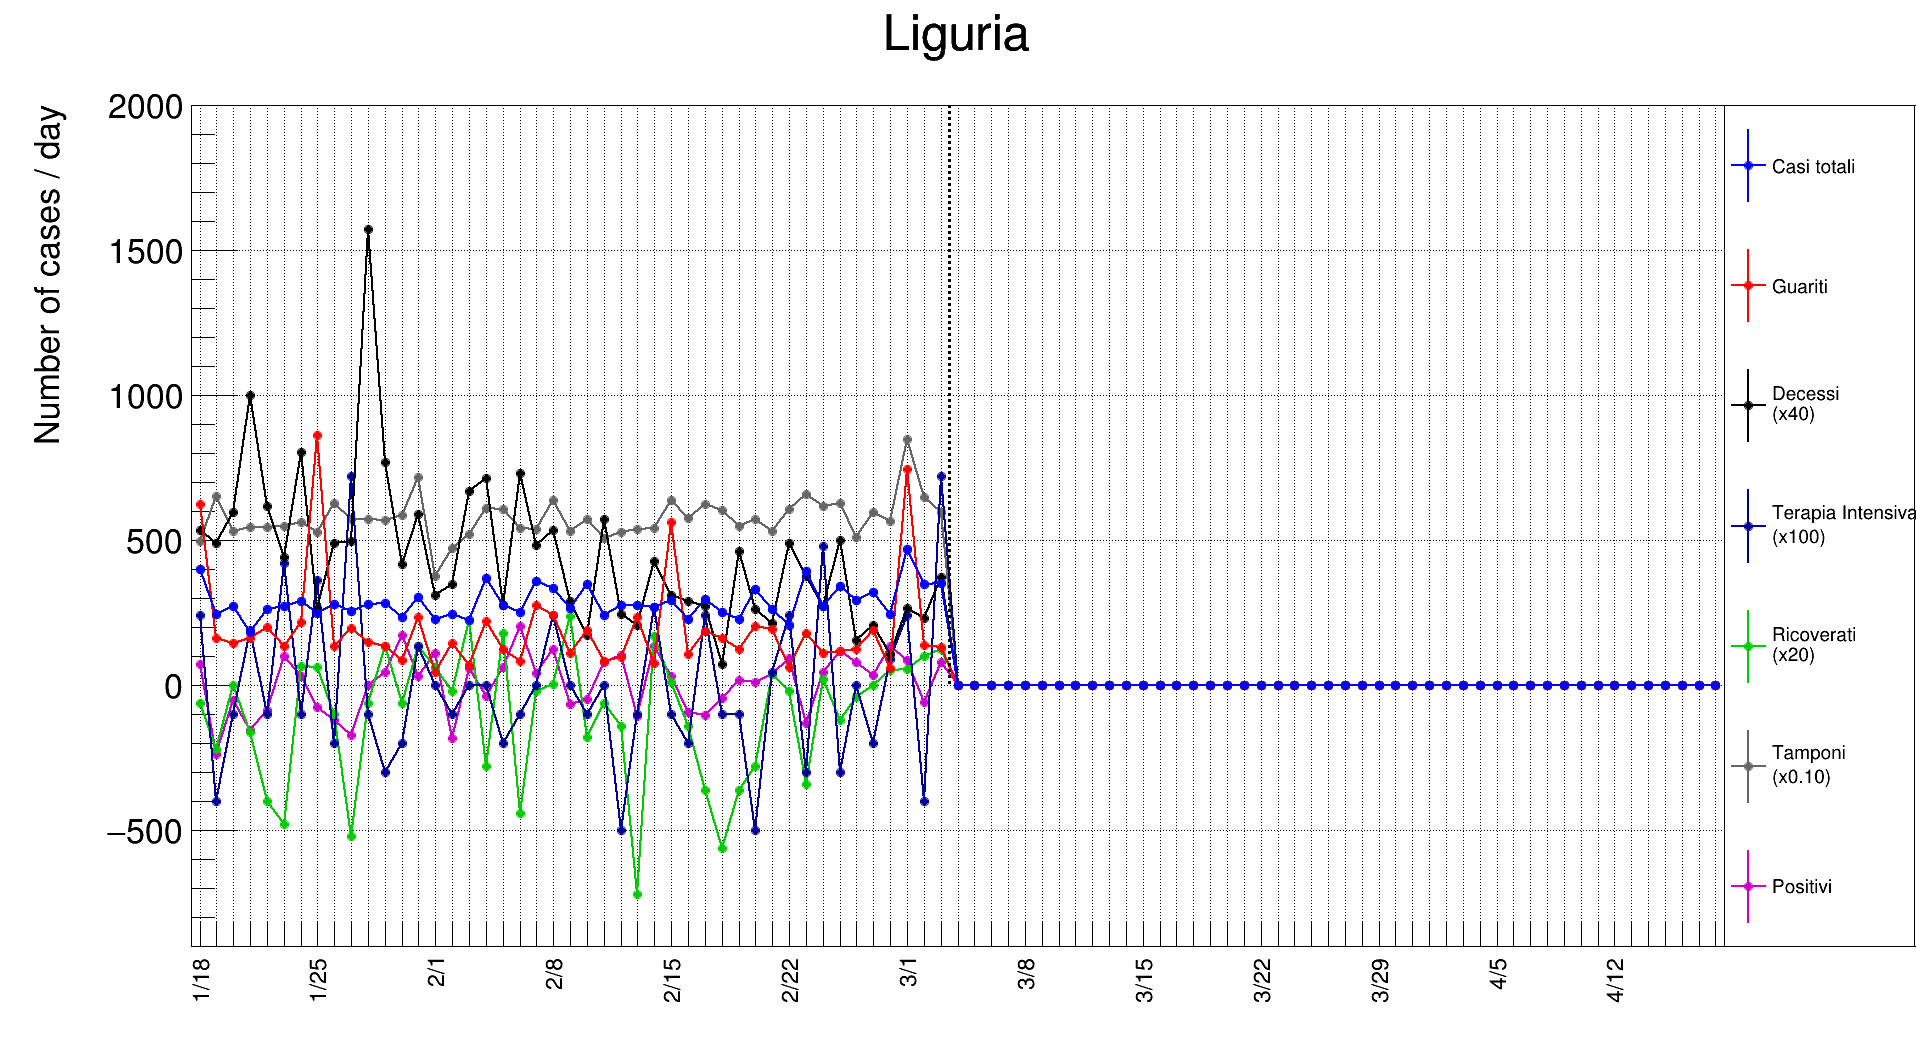 Liguria
Number of cases / day
2000
1500
1000
500
0
−500
1/18
1/25
2/1
2/8
2/15
2/22
3/1
3/8
3/15
3/22
3/29
4/5
4/12
Casi totali
Guariti
Decessi
(x40)
Terapia Intensiva
(x100)
Ricoverati
(x20)
Tamponi
(x0.10)
Positivi